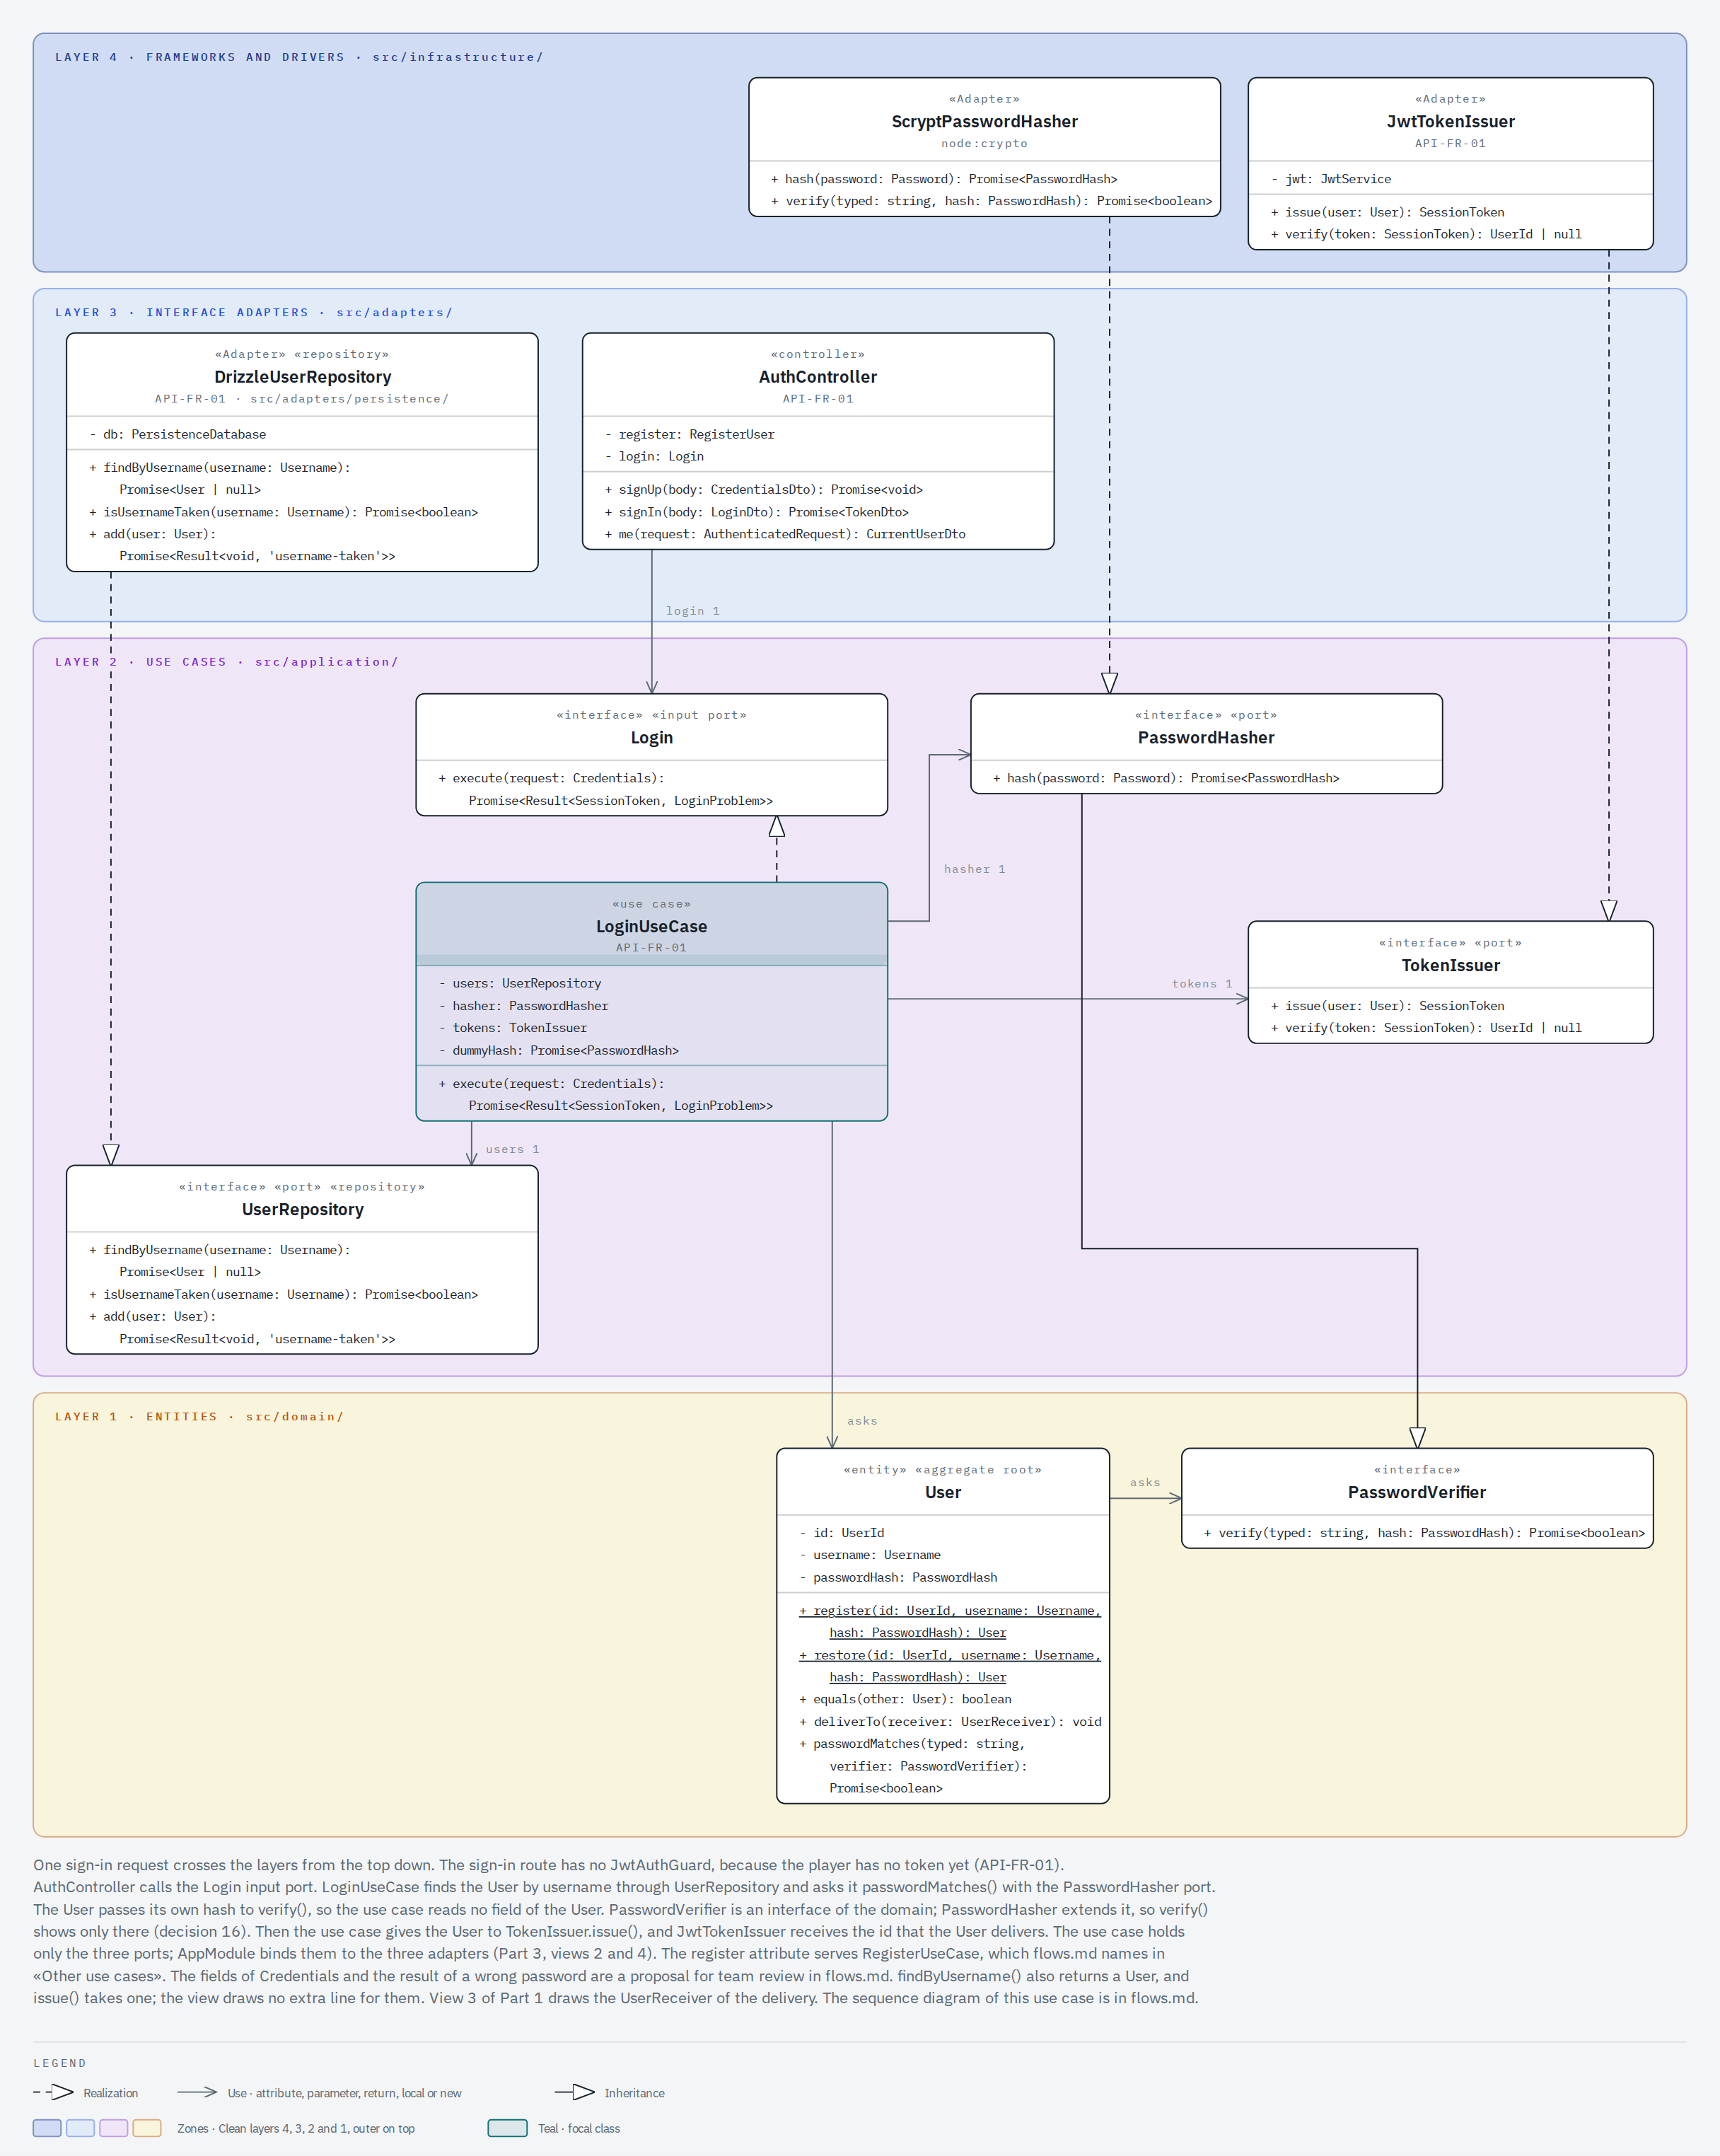 LAYER 4 · FRAMEWORKS AND DRIVERS · src/infrastructure/
«Adapter»
ScryptPasswordHasher
node:crypto
+ hash(password: Password): Promise<PasswordHash>
+ verify(typed: string, hash: PasswordHash): Promise<boolean>
«Adapter»
JwtTokenIssuer
API-FR-01
- jwt: JwtService
+ issue(user: User): SessionToken
+ verify(token: SessionToken): UserId | null
LAYER 3 · INTERFACE ADAPTERS · src/adapters/
«Adapter» «repository»
DrizzleUserRepository
API-FR-01 · src/adapters/persistence/
- db: PersistenceDatabase
+ findByUsername(username: Username):
Promise<User | null>
+ isUsernameTaken(username: Username): Promise<boolean>
+ add(user: User):
Promise<Result<void, 'username-taken'>>
«controller»
AuthController
API-FR-01
- register: RegisterUser
- login: Login
+ signUp(body: CredentialsDto): Promise<void>
+ signIn(body: LoginDto): Promise<TokenDto>
+ me(request: AuthenticatedRequest): CurrentUserDto
login 1
LAYER 2 · USE CASES · src/application/
«interface» «input port»
Login
+ execute(request: Credentials):
Promise<Result<SessionToken, LoginProblem>>
«interface» «port»
PasswordHasher
+ hash(password: Password): Promise<PasswordHash>
hasher 1
«use case»
LoginUseCase
API-FR-01
- users: UserRepository
- hasher: PasswordHasher
- tokens: TokenIssuer
- dummyHash: Promise<PasswordHash>
+ execute(request: Credentials):
Promise<Result<SessionToken, LoginProblem>>
tokens 1
«interface» «port»
TokenIssuer
+ issue(user: User): SessionToken
+ verify(token: SessionToken): UserId | null
users 1
«interface» «port» «repository»
UserRepository
+ findByUsername(username: Username):
Promise<User | null>
+ isUsernameTaken(username: Username): Promise<boolean>
+ add(user: User):
Promise<Result<void, 'username-taken'>>
LAYER 1 · ENTITIES · src/domain/
asks
«entity» «aggregate root»
User
- id: UserId
- username: Username
- passwordHash: PasswordHash
+ register(id: UserId, username: Username,
hash: PasswordHash): User
+ restore(id: UserId, username: Username,
hash: PasswordHash): User
+ equals(other: User): boolean
+ deliverTo(receiver: UserReceiver): void
+ passwordMatches(typed: string,
verifier: PasswordVerifier):
Promise<boolean>
asks
«interface»
PasswordVerifier
+ verify(typed: string, hash: PasswordHash): Promise<boolean>
One sign-in request crosses the layers from the top down. The sign-in route has no JwtAuthGuard, because the player has no token yet (API-FR-01).
AuthController calls the Login input port. LoginUseCase finds the User by username through UserRepository and asks it passwordMatches() with the PasswordHasher port.
The User passes its own hash to verify(), so the use case reads no field of the User. PasswordVerifier is an interface of the domain; PasswordHasher extends it, so verify()
shows only there (decision 16). Then the use case gives the User to TokenIssuer.issue(), and JwtTokenIssuer receives the id that the User delivers. The use case holds
only the three ports; AppModule binds them to the three adapters (Part 3, views 2 and 4). The register attribute serves RegisterUseCase, which flows.md names in
«Other use cases». The fields of Credentials and the result of a wrong password are a proposal for team review in flows.md. findByUsername() also returns a User, and
issue() takes one; the view draws no extra line for them. View 3 of Part 1 draws the UserReceiver of the delivery. The sequence diagram of this use case is in flows.md.
LEGEND
Realization
Use · attribute, parameter, return, local or new
Inheritance
Zones · Clean layers 4, 3, 2 and 1, outer on top
Teal · focal class